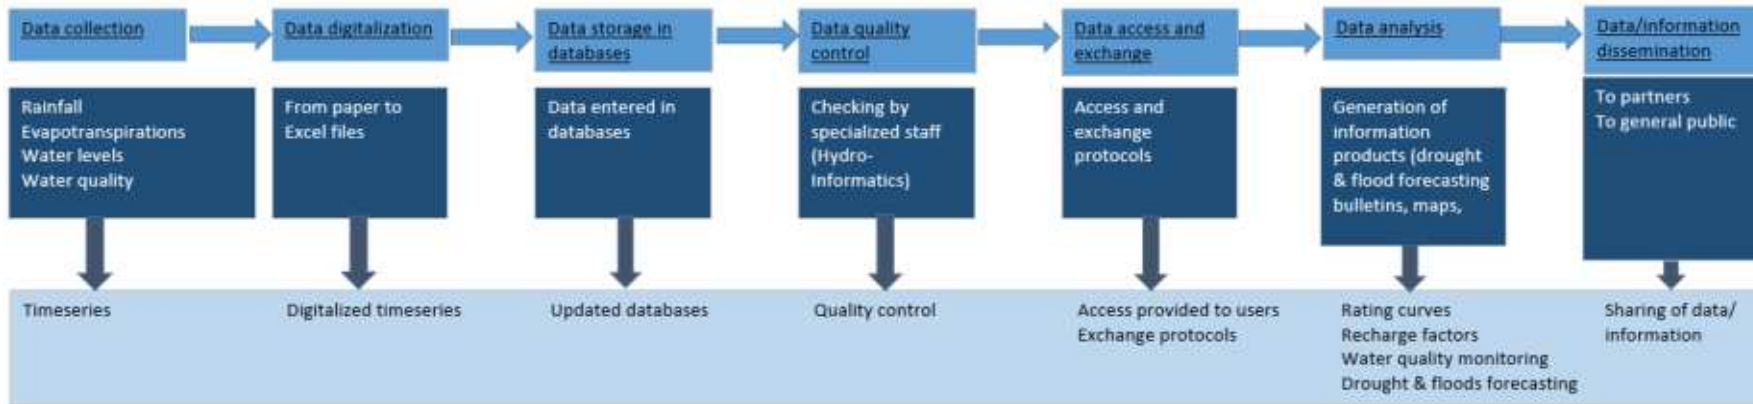 Data collection
Data digitalization
Data storage in
databases
Data quality
control
Data access and
exchange
Data analysis
Data/information
dissemination
Rainfall
Evapotranspirations
Water levels
Water quality
From paper to
Excel files
Data entered in
databases
Checking by
specialized staff
(Hydro-
Informatics)
Access and
exchange
protocols
Generation of
information
products (drought
& flood forecasting
bulletins, maps,
To partners
To general public
Timeseries
Digitalized timeseries
Updated databases
Quality control
Access provided to users
Exchange protocols
Rating curves
Recharge factors
Water quality monitoring
Drought & floods forecasting
Sharing of data/
information